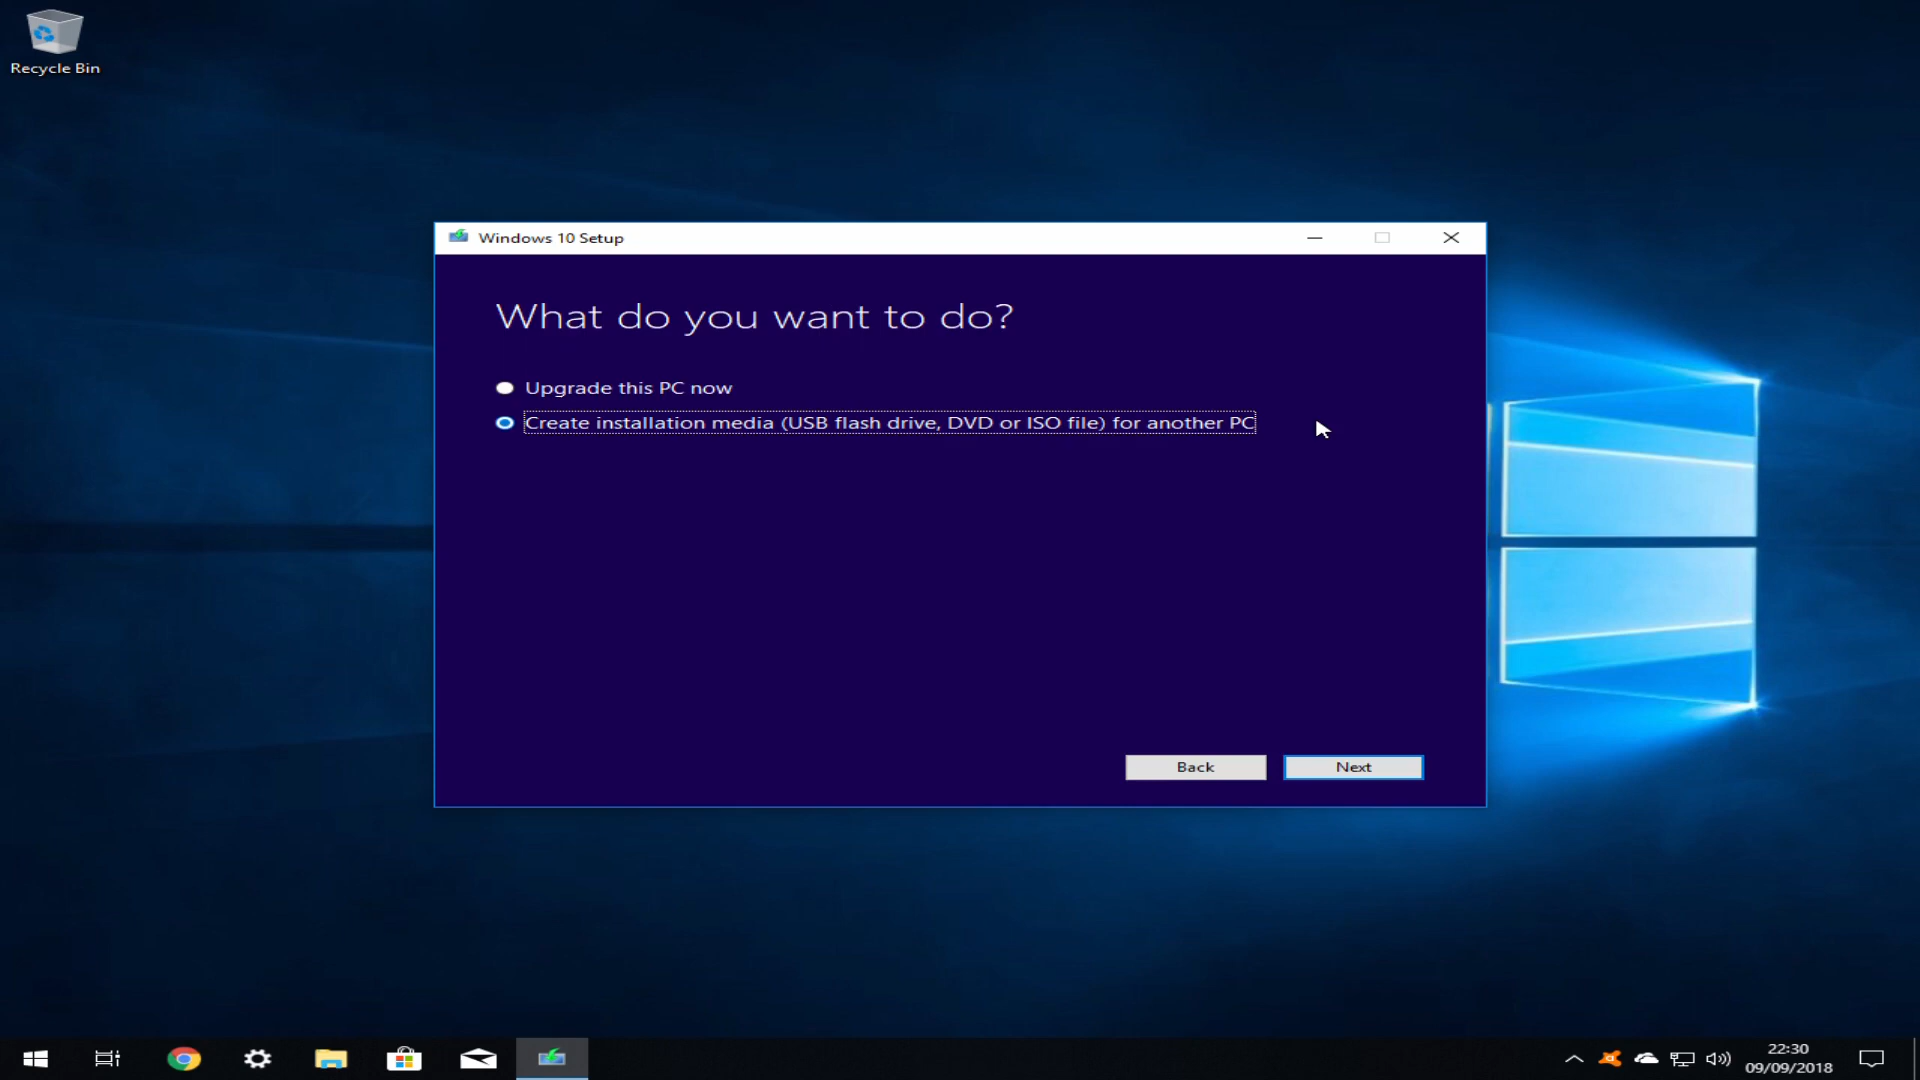 Recycle Bin
Windows 10 Setup
What do you want to do?
Upgrade this PC now
Create installation media (USB flash drive, DVD or ISO file) for another PC
Back
Next
22:30
09/09/2018